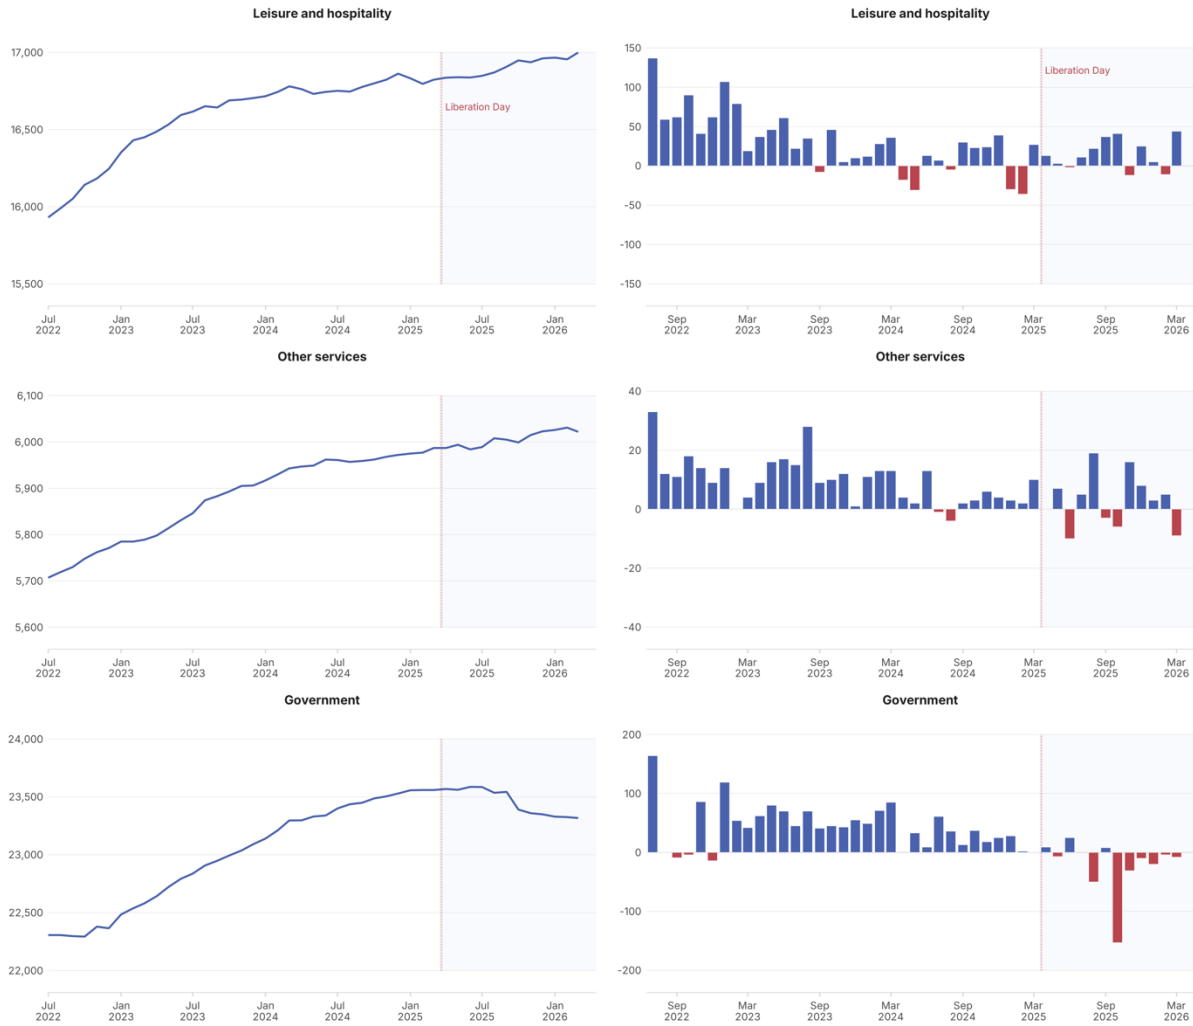 Leisure and hospitality
17,000
16,500
16,000
15,500
Liberation Day
Jul
2022
Jan
2023
Jul
2023
Jan
2024
Jul
2024
Jan
2025
Jul
2025
Jan
2026
Leisure and hospitality
150
100
50
0
-50
-100
-150
Liberation Day
Sep
2022
Mar
2023
Sep
2023
Mar
2024
Sep
2024
Mar
2025
Sep
2025
Mar
2026
Other services
6,100
6,000
5,900
5,800
5,700
5,600
Jul
2022
Jan
2023
Jul
2023
Jan
2024
Jul
2024
Jan
2025
Jul
2025
Jan
2026
Other services
40
20
0
-20
-40
Sep
2022
Mar
2023
Sep
2023
Mar
2024
Sep
2024
Mar
2025
Sep
2025
Mar
2026
Government
24,000
23,500
23,000
22,500
22,000
Jul
2022
Jan
2023
Jul
2023
Jan
2024
Jul
2024
Jan
2025
Jul
2025
Jan
2026
Government
200
100
0
-100
-200
Sep
2022
Mar
2023
Sep
2023
Mar
2024
Sep
2024
Mar
2025
Sep
2025
Mar
2026